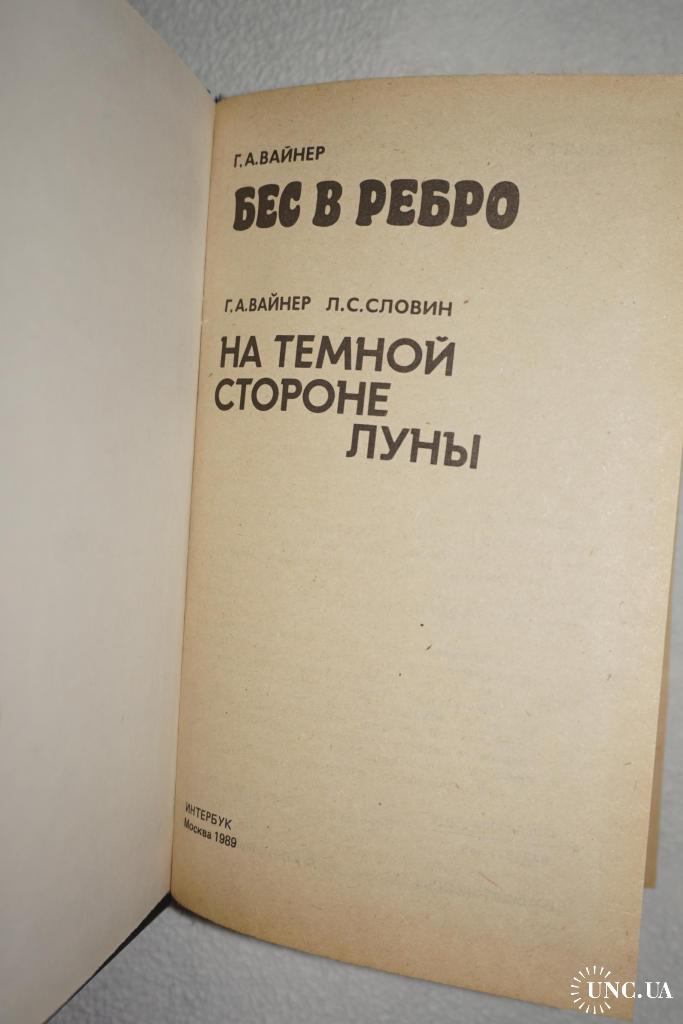 Г. А. ВАЙНЕР
БЕС В РЕБРО
Г. А. ВАЙНЕР Л. С. СЛОВИН
НА ТЕМНОЙ
СТОРОНЕ
ЛУНЫ
ИНТЕРБУК
Москва 1989
UNC.UA